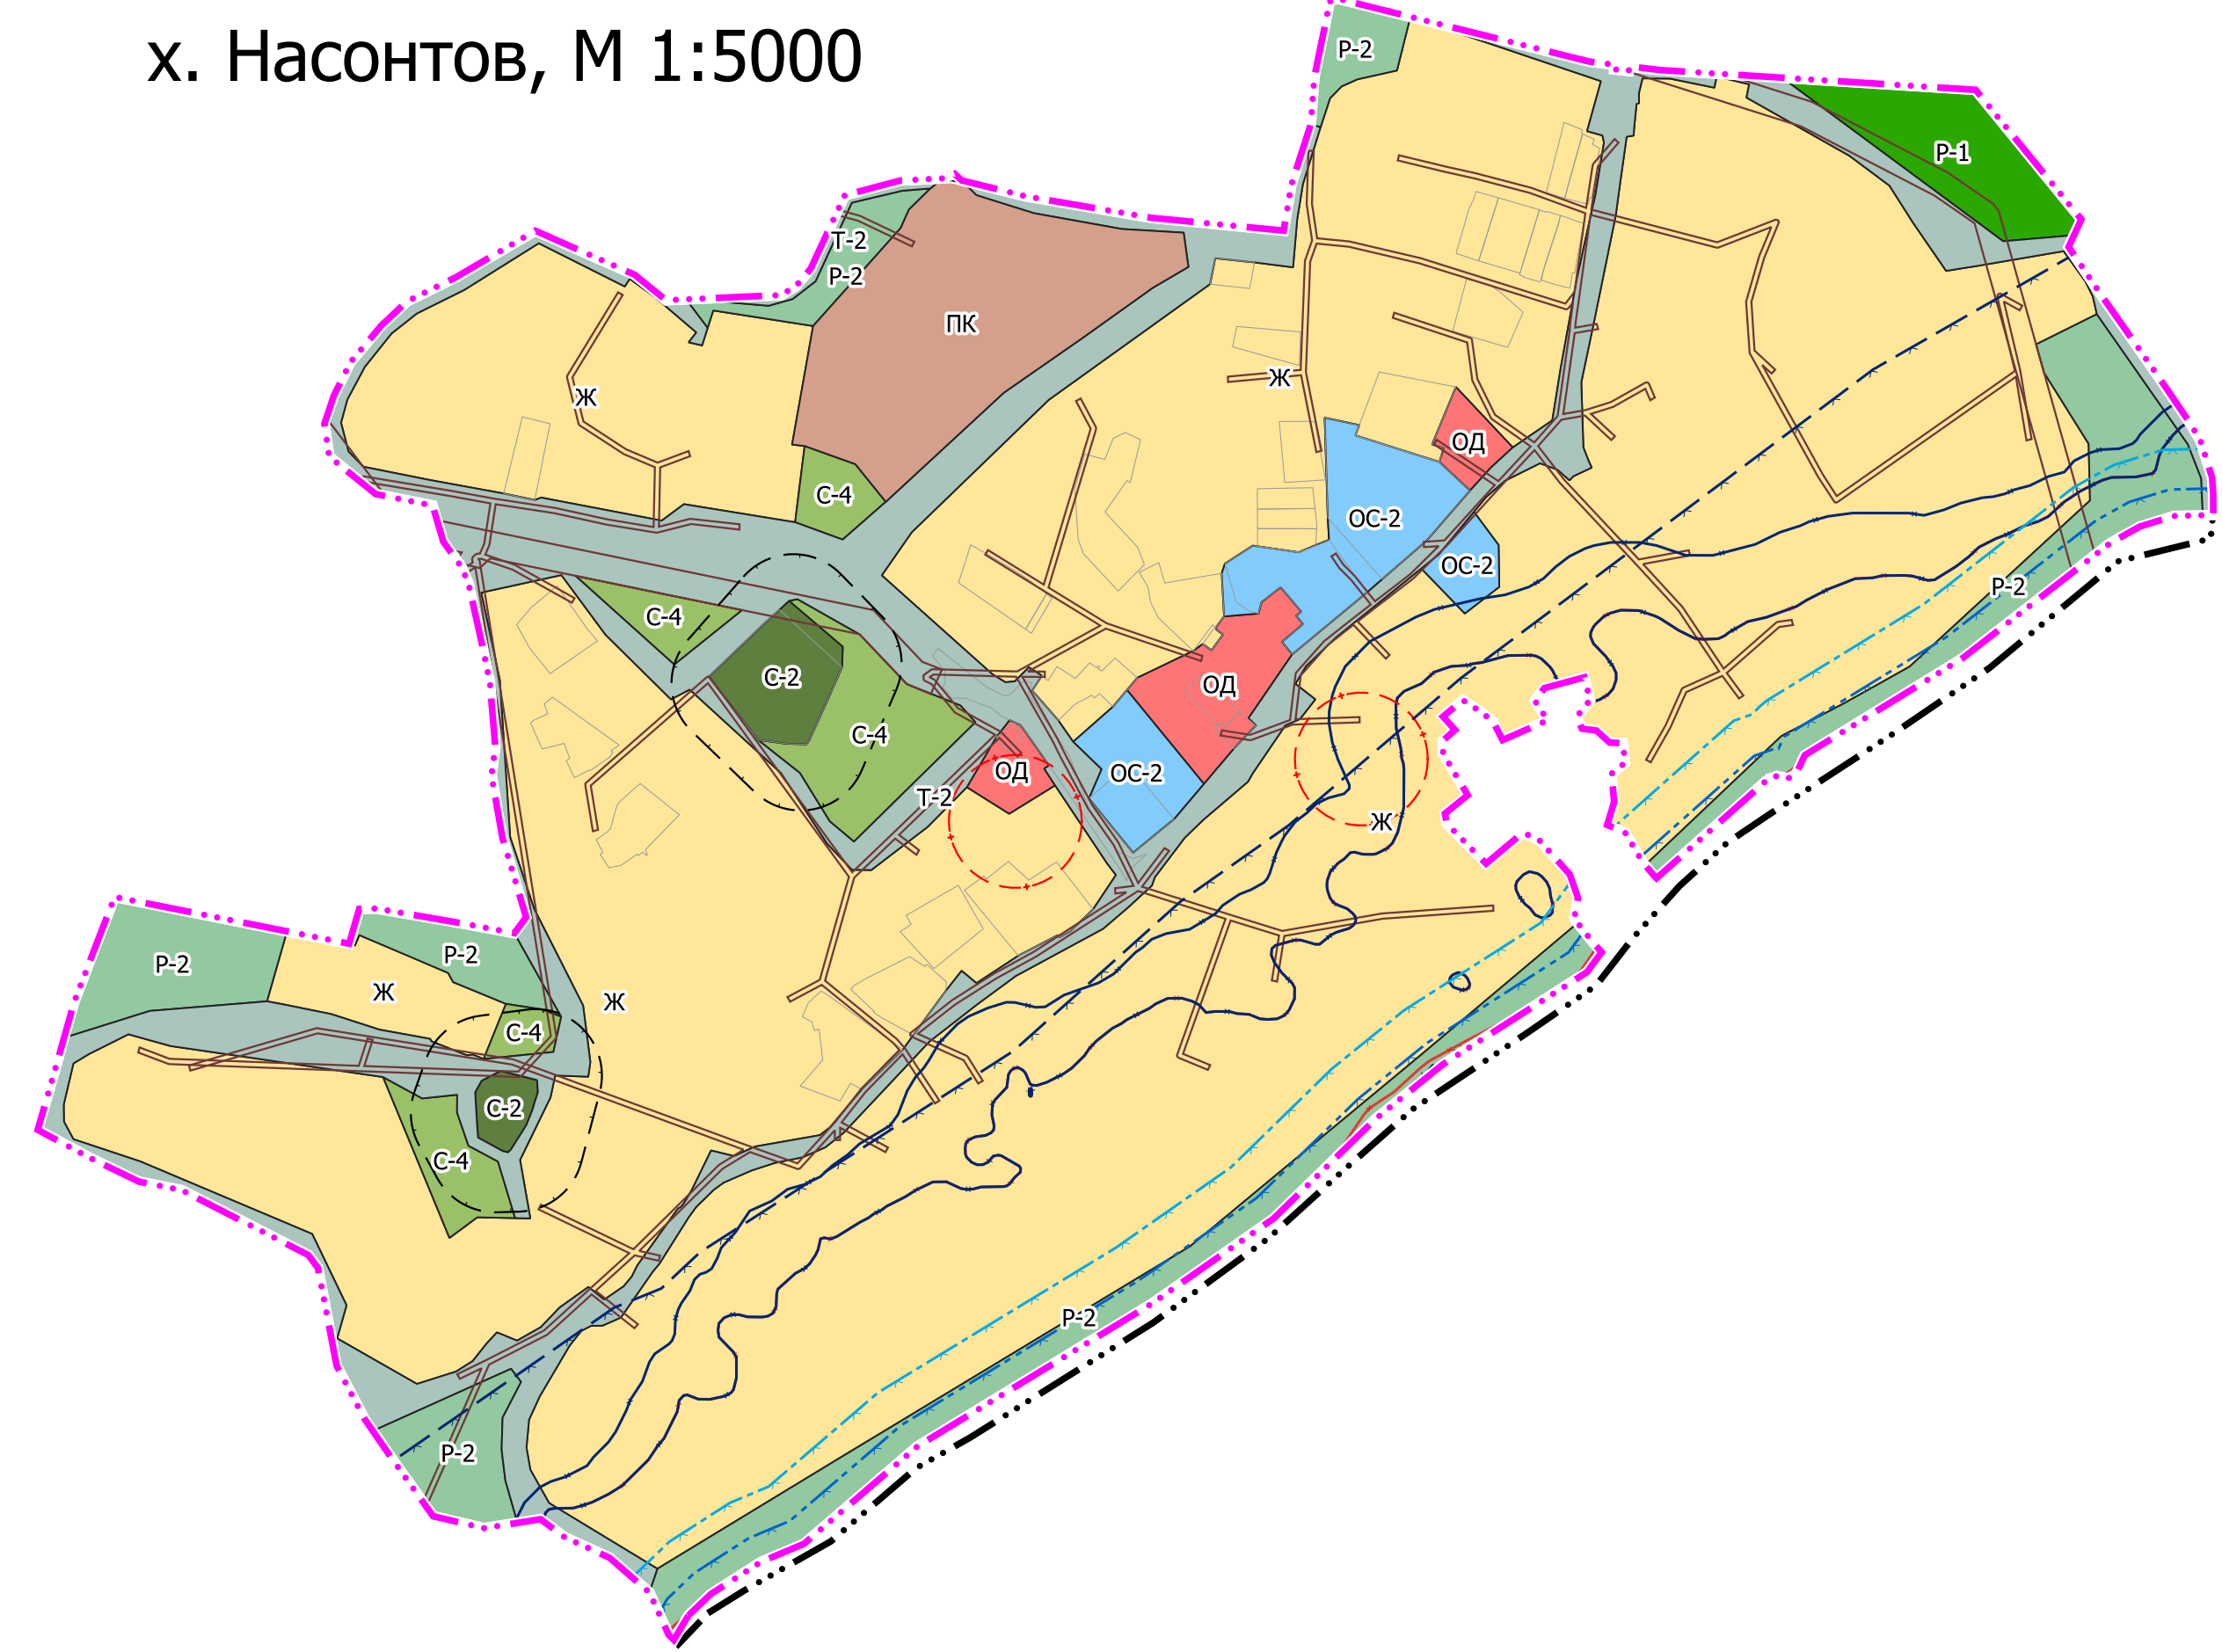 х. Насонтов, М 1:5000
Р-2
Р-1
Т-2
Р-2
ПК
Ж
Ж
ОД
С-4
ОС-2
ОС-2
Р-2
С-4
С-2
ОД
С-4
ОД
ОС-2
Т-2
Ж
Р-2
Р-2
Ж
Ж
С-4
С-2
С-4
Р-2
Р-2